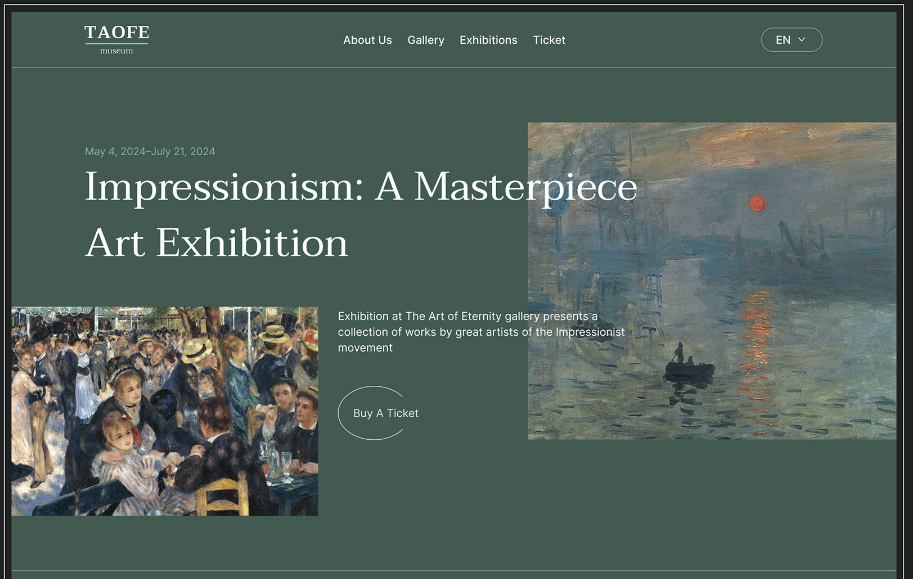 TAOFE
museum
About Us Gallery Exhibitions Ticket
EN
May 4, 2024–July 21, 2024
Impressionism: A Masterpiece
Art Exhibition
Exhibition at The Art of Eternity gallery presents a
collection of works by great artists of the Impressionist
movement
Buy A Ticket